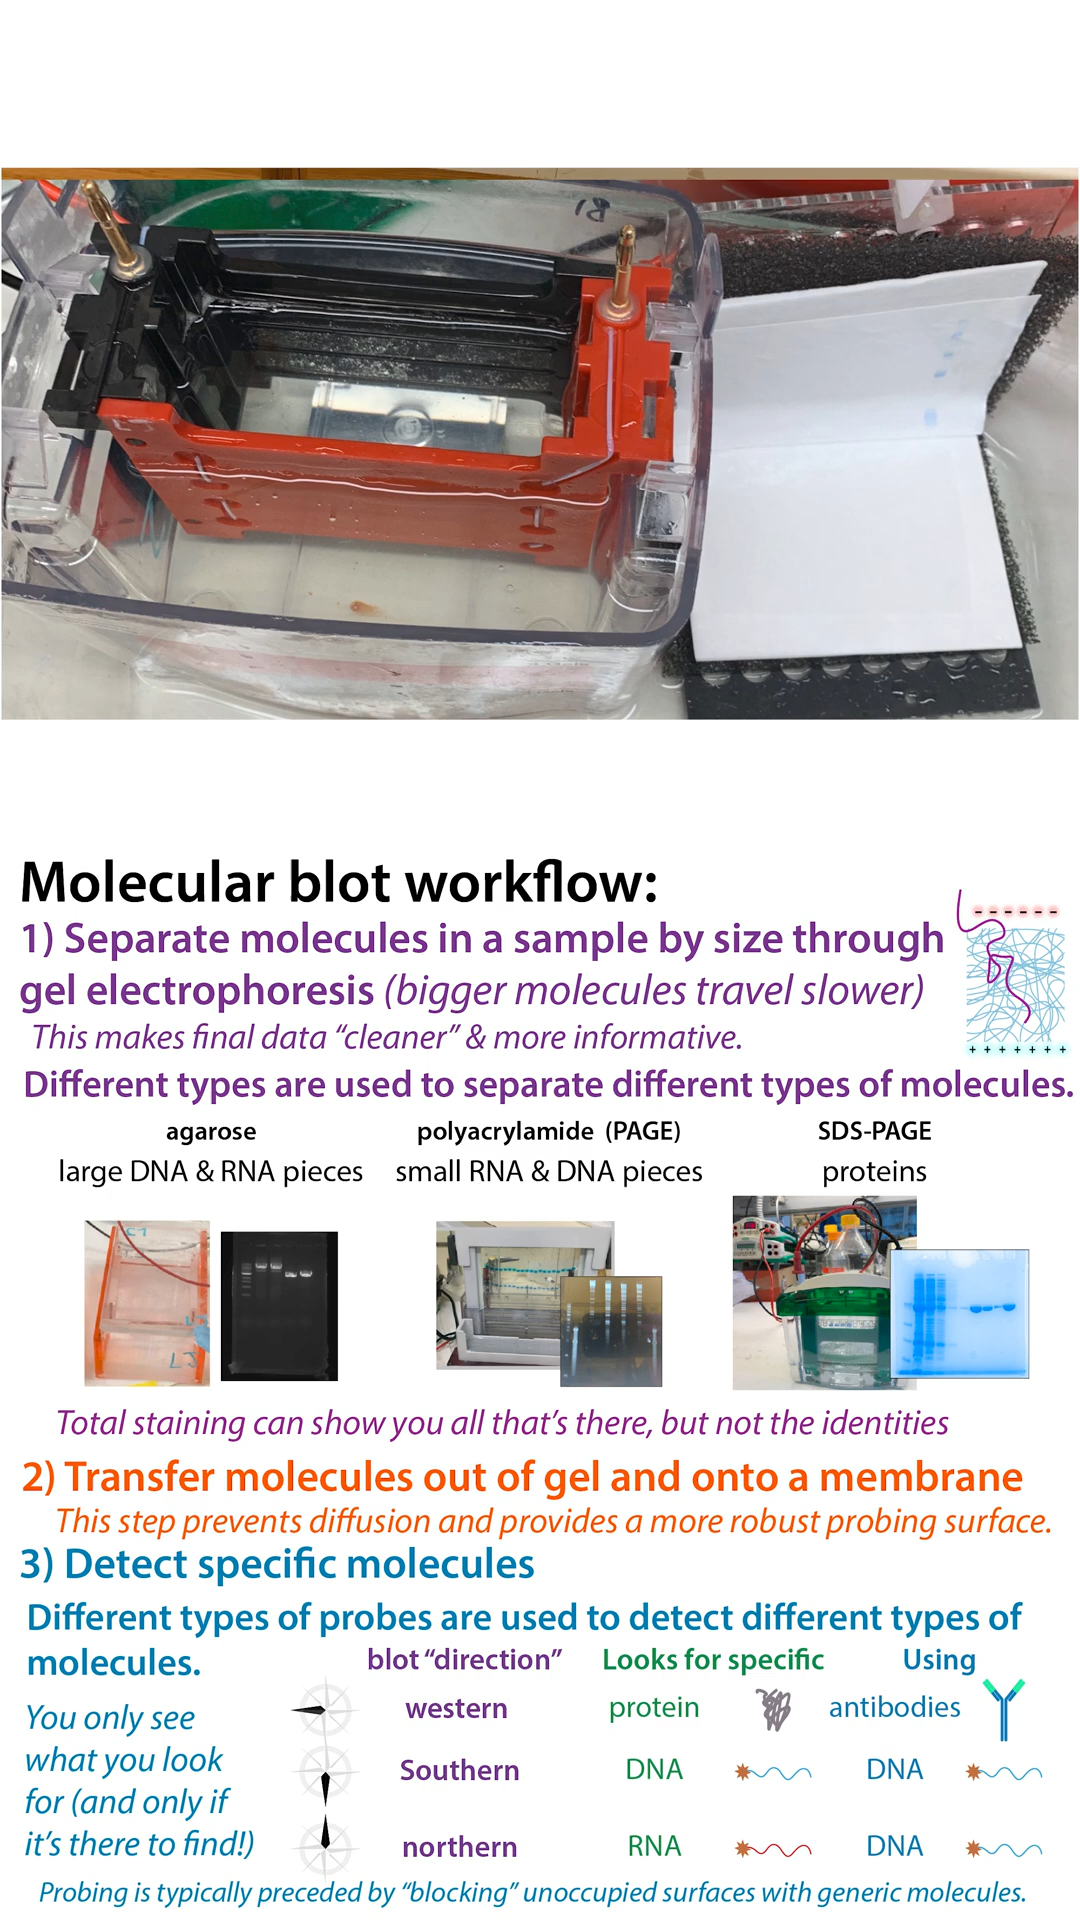 B1
Molecular blot workflow:
1) Separate molecules in a sample by size through
gel electrophoresis (bigger molecules travel slower)
This makes final data “cleaner” & more informative.
- - - - - -
+ + + + + + +
Different types are used to separate different types of molecules.
agarose polyacrylamide (PAGE) SDS-PAGE
large DNA & RNA pieces small RNA & DNA pieces proteins
Total staining can show you all that’s there, but not the identities
2) Transfer molecules out of gel and onto a membrane
This step prevents diffusion and provides a more robust probing surface.
3) Detect specific molecules
Different types of probes are used to detect different types of
molecules.
blot “direction” Looks for specific Using
western protein antibodies
Southern DNA DNA
northern RNA DNA
You only see
what you look
for (and only if
it’s there to find!)
Probing is typically preceded by “blocking” unoccupied surfaces with generic molecules.